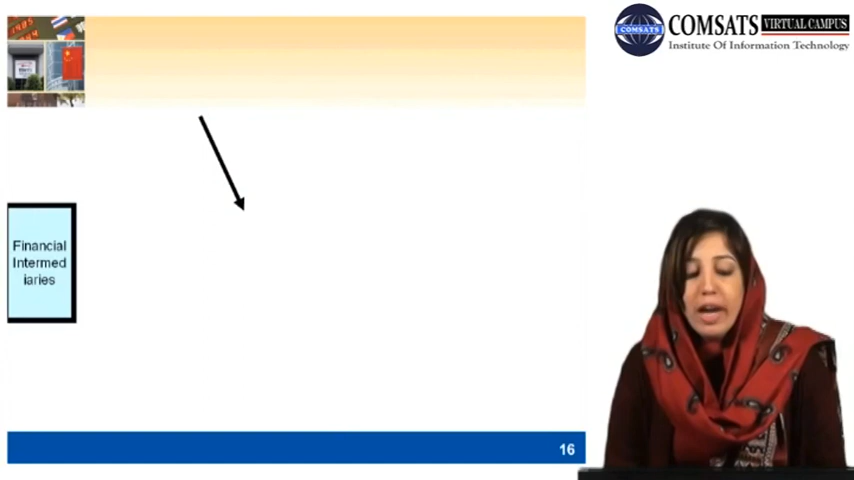 COMSATS VIRTUAL CAMPUS
Institute Of Information Technology
COMSATS
Financial
Intermed
iaries
16